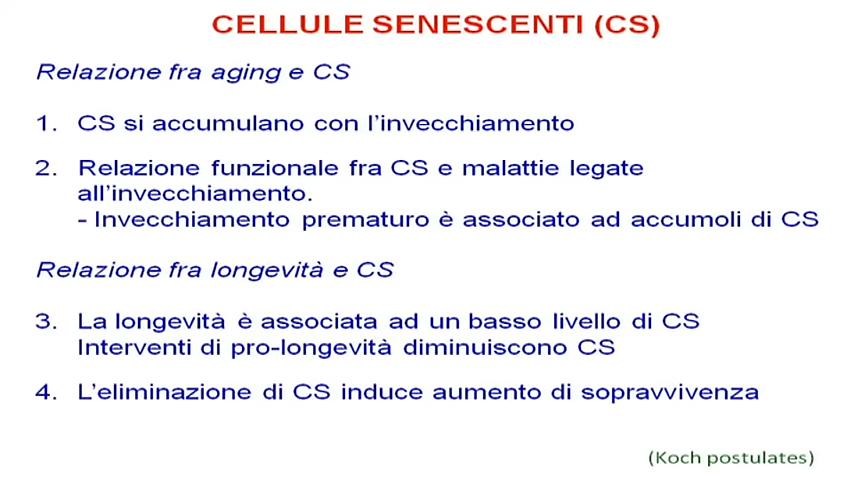 CELLULE SENESCENTI (CS)
Relazione fra aging e CS
1. CS si accumulano con l'invecchiamento
2. Relazione funzionale fra CS e malattie legate
all'invecchiamento.
- Invecchiamento prematuro è associato ad accumoli di CS
Relazione fra longevità e CS
3. La longevità è associata ad un basso livello di CS
Interventi di pro-longevità diminuiscono CS
4. L'eliminazione di CS induce aumento di sopravvivenza
(Koch postulates)